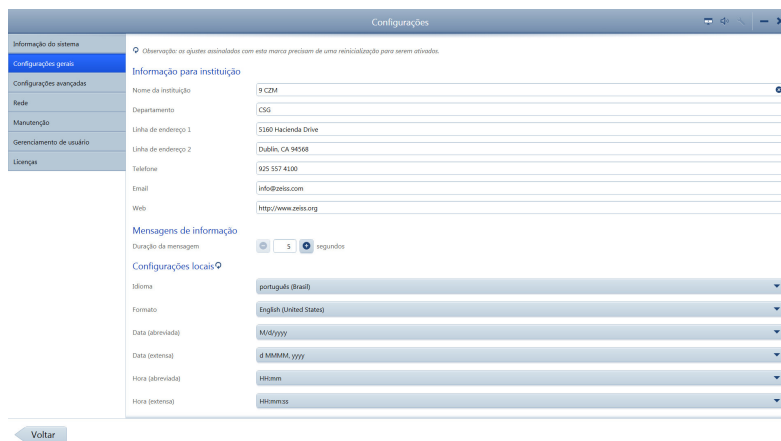 Configurações
Informação do sistema
Configurações gerais
Configurações avançadas
Rede
Manutenção
Gerenciamento de usuário
Licenças
Observação: os ajustes assinalados com esta marca precisam de uma reinicialização para serem ativados.
Informação para instituição
Nome da instituição 9 CZM
Departamento CSG
Linha de endereço 1 5160 Hacienda Drive
Linha de endereço 2 Dublin, CA 94568
Telefone 925 557 4100
Email info@zeiss.com
Web http://www.zeiss.org
Mensagens de informação
Duração da mensagem 5 segundos
Configurações locais
Idioma português (Brasil)
Formato English (United States)
Data (abreviada) M/d/yyyy
Data (extensa) d MMMM, yyyy
Hora (abreviada) HH:mm
Hora (extensa) HH:mm:ss
Voltar